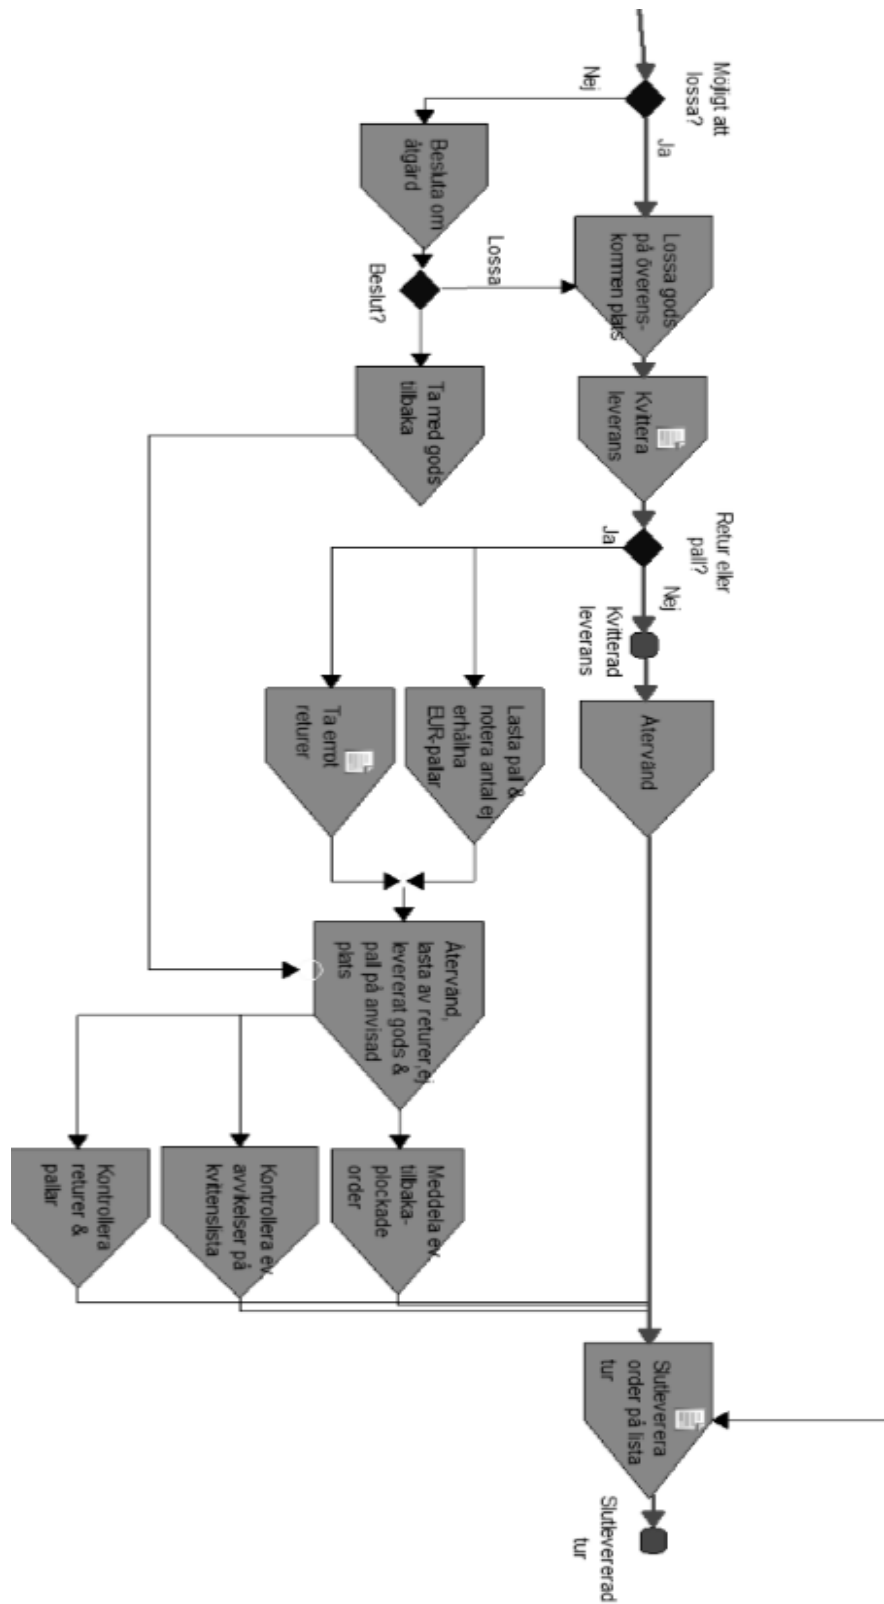 Möjligt att
lossa?
Nej
Ja
Besluta om
åtgärd
Lossa gods
på överens-
kommen plats
Lossa
Beslut?
Ta med gods
tillbaka
Kvittera
leverans
Retur eller
pall?
Ja
Nej
Kvitterad
leverans
Återvänd
Lasta pall &
notera antal ej
erhållna
EUR-pallar
Ta emot
returer
Återvänd,
lasta av returer,ej
levererat gods &
pall på anvisad
plats
Meddela ev
tillbaka-
plockade
order
Kontrollera ev
avvikelser på
kvittenslista
Kontrollera
returer &
pallar
Slutleverera
order på lista
tur
Slutlevererad
tur